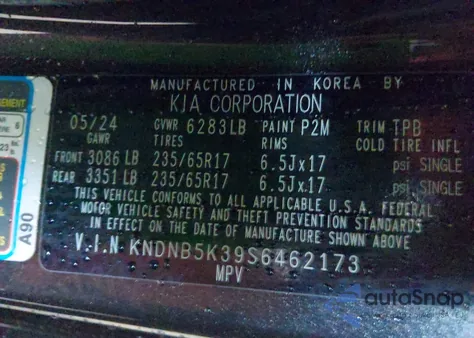 MANUFACTURED IN KOREA BY
KJA CORPORATION
05/24 GVWR 6283LB PAINT P2M TRIM TPB
GAWR TIRES RIMS COLD TIRE INFL
FRONT 3086 LB 235/65R17 6.5Jx17 psi SINGLE
REAR 3351 LB 235/65R17 6.5Jx17 psi SINGLE
THIS VEHICLE CONFORMS TO ALL APPLICABLE U.S.A. FEDERAL
MOTOR VEHICLE SAFETY AND THEFT PREVENTION STANDARDS
IN EFFECT ON THE DATE OF MANUFACTURE SHOWN ABOVE
V.I.N KNDNB5K39S6462173
MPV
A90
autoSnap